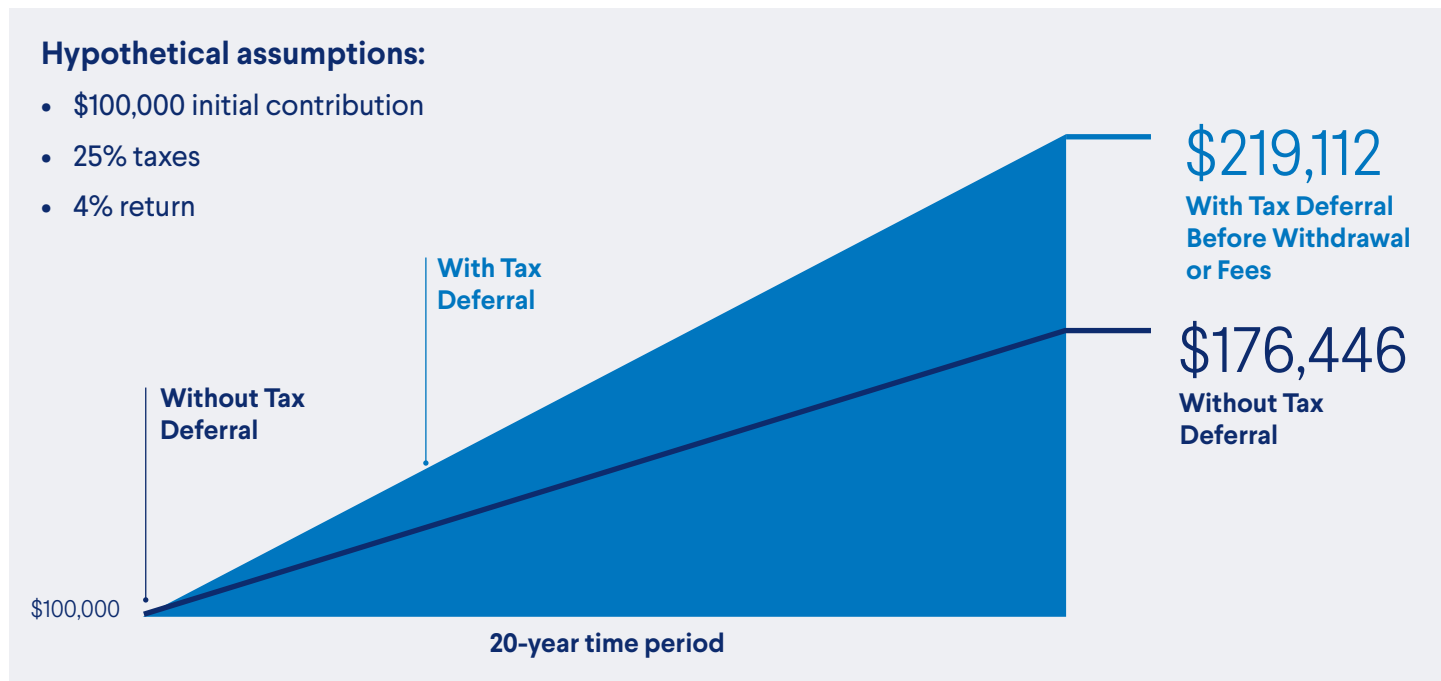 Hypothetical assumptions:
• $100,000 initial contribution
• 25% taxes
• 4% return
$219,112
With Tax Deferral
Before Withdrawal
or Fees
With Tax
Deferral
$176,446
Without Tax
Deferral
Without Tax
Deferral
$100,000
20-year time period